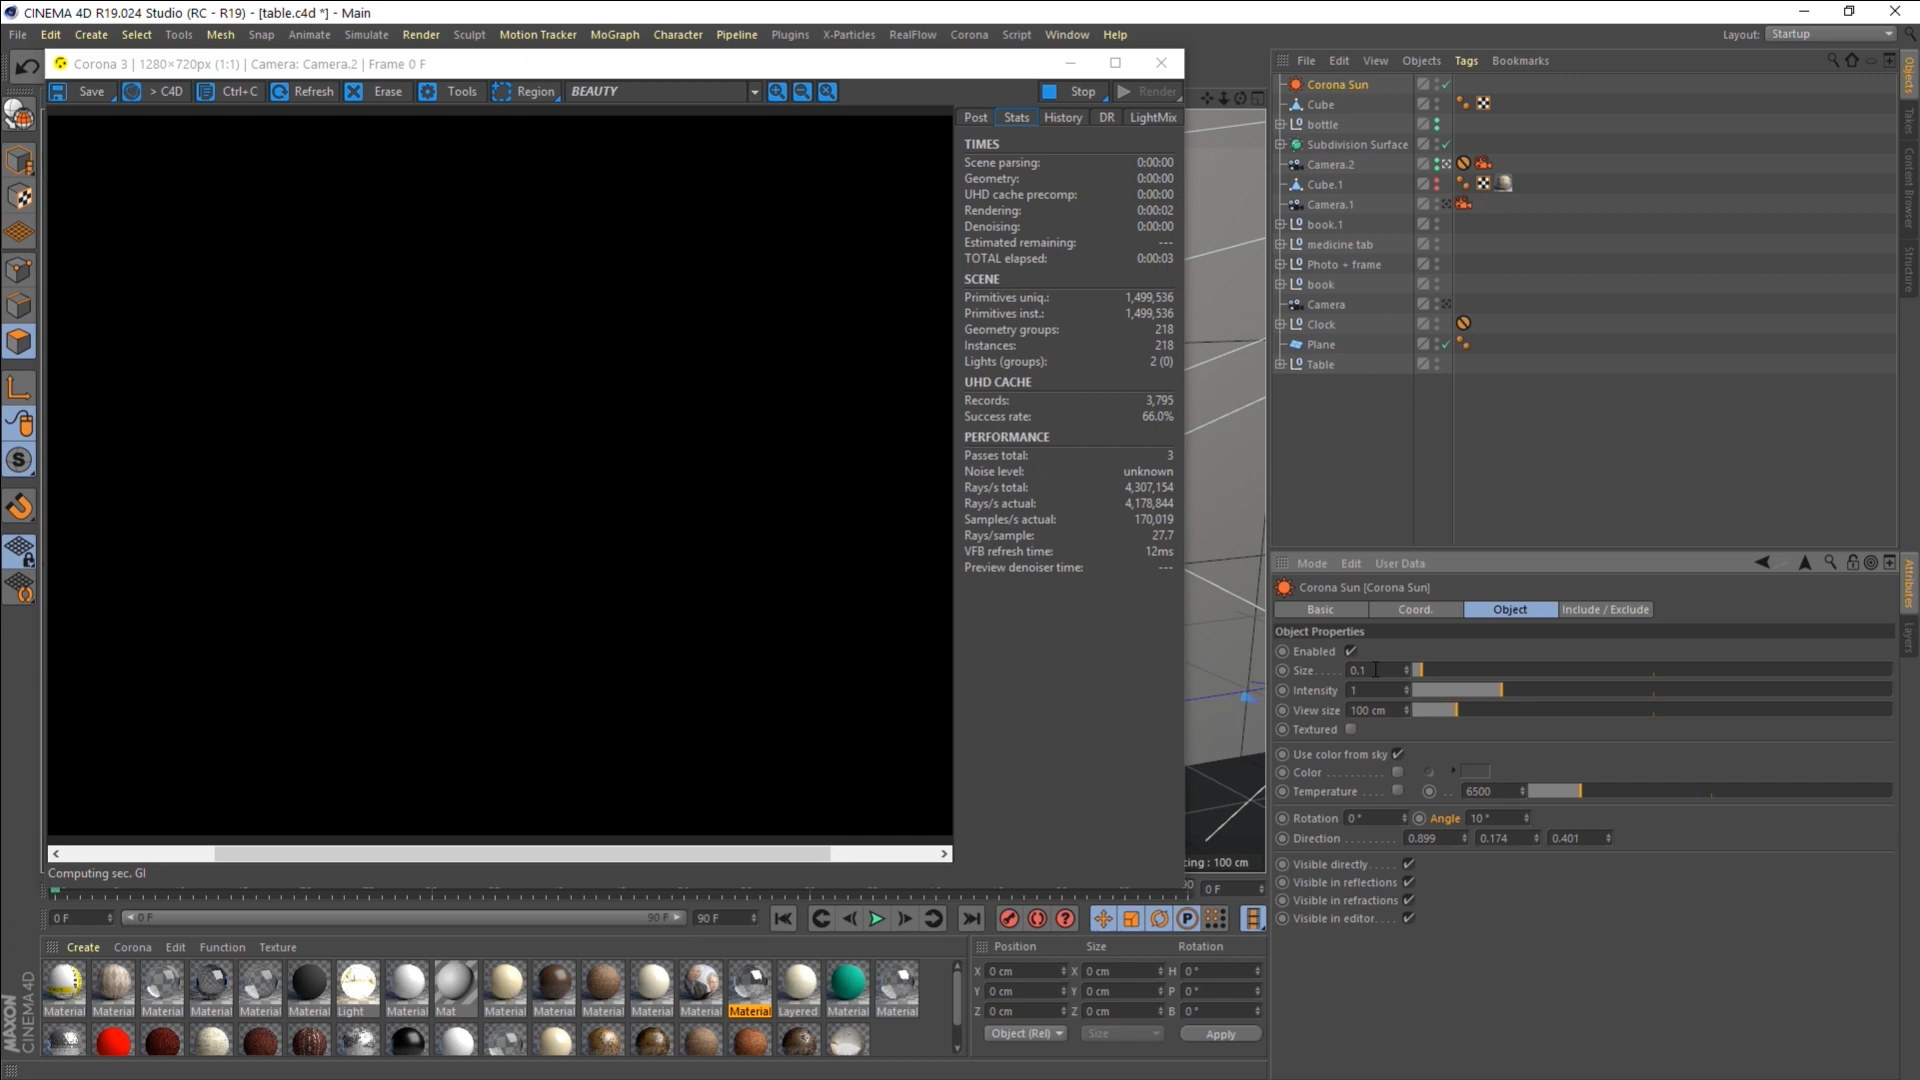 CINEMA 4D R19.024 Studio (RC - R19) - [table.c4d *] - Main
File Edit Create Select Tools Mesh Snap Animate Simulate Render Sculpt Motion Tracker MoGraph Character Pipeline Plugins X-Particles RealFlow Corona Script Window Help Layout: Startup
Corona 3 | 1280×720px (1:1) | Camera: Camera.2 | Frame 0 F
Save > C4D Ctrl+C Refresh Erase Tools Region BEAUTY Stop Render
Post Stats History DR LightMix
TIMES
Scene parsing: 0:00:00
Geometry: 0:00:00
UHD cache precomp: 0:00:00
Rendering: 0:00:02
Denoising: 0:00:00
Estimated remaining: ---
TOTAL elapsed: 0:00:03
SCENE
Primitives uniq.: 1,499,536
Primitives inst.: 1,499,536
Geometry groups: 218
Instances: 218
Lights (groups): 2 (0)
UHD CACHE
Records: 3,795
Success rate: 66.0%
PERFORMANCE
Passes total: 3
Noise level: unknown
Rays/s total: 4,307,154
Rays/s actual: 4,178,844
Samples/s actual: 170,019
Rays/sample: 27.7
VFB refresh time: 12ms
Preview denoiser time: ---
Computing sec. GI
cing : 100 cm
File Edit View Objects Tags Bookmarks
Corona Sun
Cube
bottle
Subdivision Surface
Camera.2
Cube.1
Camera.1
book.1
medicine tab
Photo + frame
book
Camera
Clock
Plane
Table
Objects
Takes
Content Browser
Structure
Mode Edit User Data
Corona Sun [Corona Sun]
Basic Coord. Object Include / Exclude
Object Properties
Enabled
Size 0.1
Intensity 1
View size 100 cm
Textured
Use color from sky
Color
Temperature 6500
Rotation 0° Angle 10°
Direction 0.899 0.174 0.401
Visible directly
Visible in reflections
Visible in refractions
Visible in editor
Attributes
Layers
90 0 F
0 F 0 F 90 F 90 F
Create Corona Edit Function Texture
Material Material Material Material Material Material Light Material Mat Material Material Material Material Material Material Layered Material Material
Position Size Rotation
X 0 cm X 0 cm H 0°
Y 0 cm Y 0 cm P 0°
Z 0 cm Z 0 cm B 0°
Object (Rel) Size Apply
MAXON
CINEMA4D